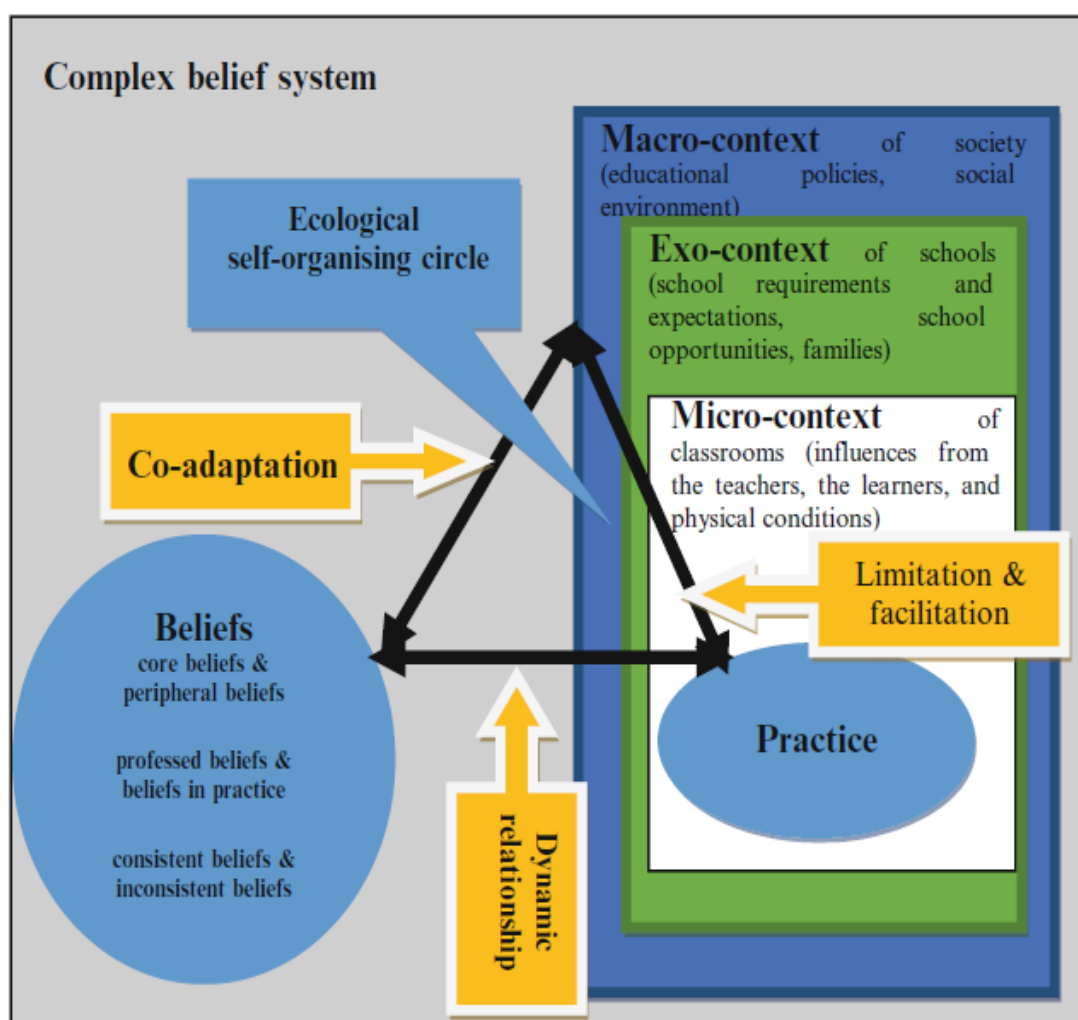 Complex belief system
Macro-context of society
(educational policies, social
environment)
Ecological
self-organising circle
Exo-context of schools
(school requirements and
expectations, school
opportunities, families)
Micro-context of
classrooms (influences from
the teachers, the learners, and
physical conditions)
Co-adaptation
Limitation &
facilitation
Beliefs
core beliefs &
peripheral beliefs
professed beliefs &
beliefs in practice
consistent beliefs &
inconsistent beliefs
Practice
Dynamic
relationship